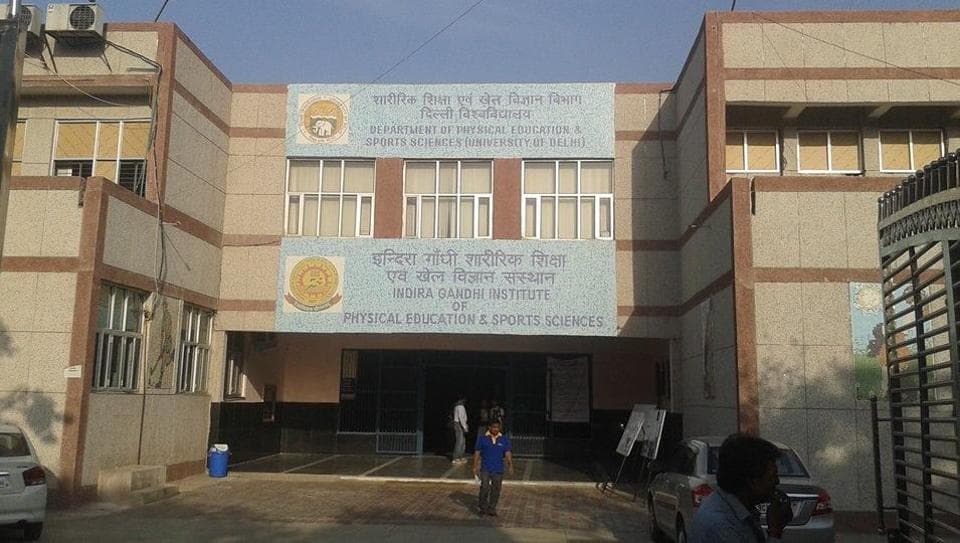 शारीरिक शिक्षा एवं खेल विज्ञान विभाग
दिल्ली विश्वविद्यालय
DEPARTMENT OF PHYSICAL EDUCATION &
SPORTS SCIENCES (UNIVERSITY OF DELHI)
इन्दिरा गाँधी शारीरिक शिक्षा
एवं खेल विज्ञान संस्थान
INDIRA GANDHI INSTITUTE
OF
PHYSICAL EDUCATION & SPORTS SCIENCES